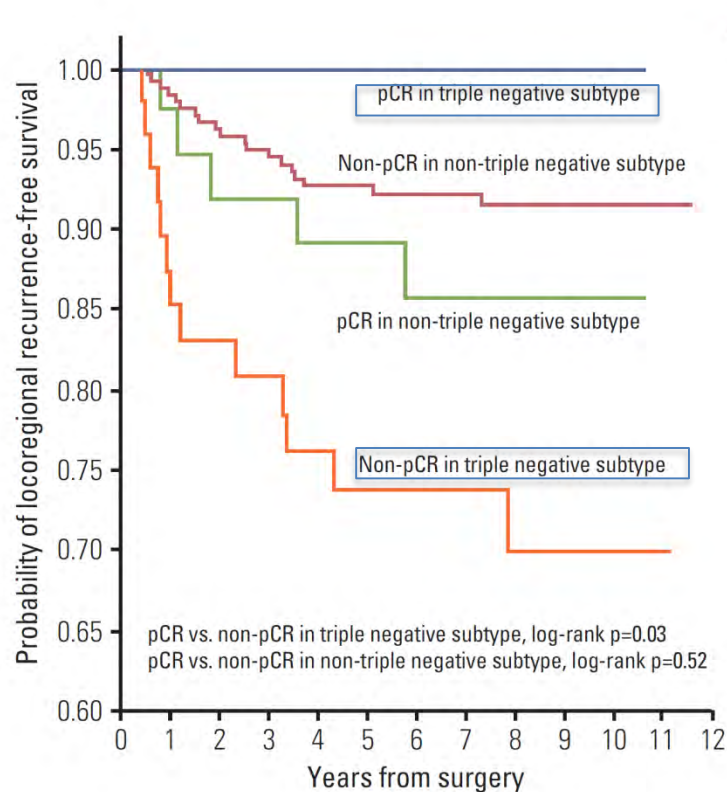 Probability of locoregional recurrence-free survival
1.00
0.95
0.90
0.85
0.80
0.75
0.70
0.65
0.60
pCR in triple negative subtype
Non-pCR in non-triple negative subtype
pCR in non-triple negative subtype
Non-pCR in triple negative subtype
pCR vs. non-pCR in triple negative subtype, log-rank p=0.03
pCR vs. non-pCR in non-triple negative subtype, log-rank p=0.52
0 1 2 3 4 5 6 7 8 9 10 11 12
Years from surgery